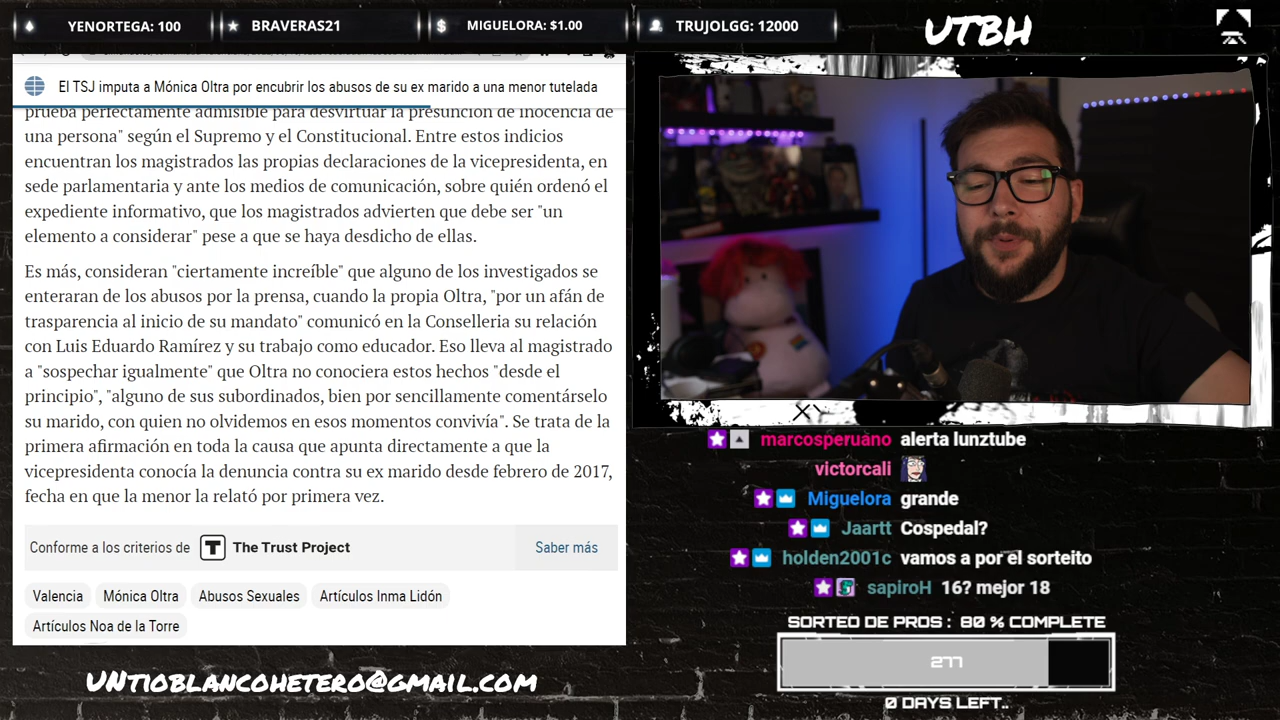 YENORTEGA: 100
BRAVERAS21
MIGUELORA: $1.00
TRUJOLGG: 12000
UTBH
El TSJ imputa a Mónica Oltra por encubrir los abusos de su ex marido a una menor tutelada
prueba perfectamente admisible para desvirtuar la presunción de inocencia de
una persona" según el Supremo y el Constitucional. Entre estos indicios
encuentran los magistrados las propias declaraciones de la vicepresidenta, en
sede parlamentaria y ante los medios de comunicación, sobre quién ordenó el
expediente informativo, que los magistrados advierten que debe ser "un
elemento a considerar" pese a que se haya desdicho de ellas.
Es más, consideran "ciertamente increíble" que alguno de los investigados se
enteraran de los abusos por la prensa, cuando la propia Oltra, "por un afán de
trasparencia al inicio de su mandato" comunicó en la Conselleria su relación
con Luis Eduardo Ramírez y su trabajo como educador. Eso lleva al magistrado
a "sospechar igualmente" que Oltra no conociera estos hechos "desde el
principio", "alguno de sus subordinados, bien por sencillamente comentárselo
su marido, con quien no olvidemos en esos momentos convivía". Se trata de la
primera afirmación en toda la causa que apunta directamente a que la
vicepresidenta conocía la denuncia contra su ex marido desde febrero de 2017,
fecha en que la menor la relató por primera vez.
Conforme a los criterios de T The Trust Project Saber más
Valencia Mónica Oltra Abusos Sexuales Artículos Inma Lidón
Artículos Noa de la Torre
UNTIOBLANCOHETERO@GMAIL.COM
marcosperuano alerta lunztube
victorcali
Miguelora grande
Jaartt Cospedal?
holden2001c vamos a por el sorteito
sapiroH 16? mejor 18
SORTEO DE PROS : 80 % COMPLETE
277
0 DAYS LEFT..